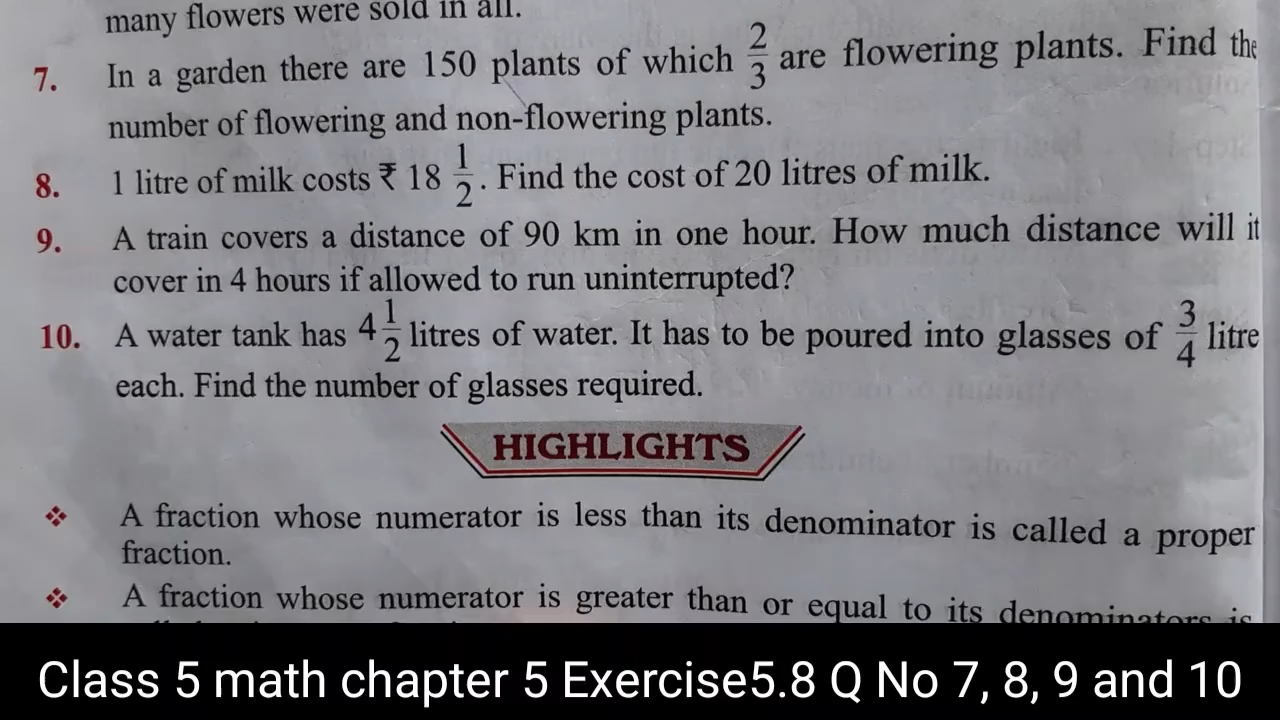 many flowers were sold in all.
7. In a garden there are 150 plants of which 2/3 are flowering plants. Find the
number of flowering and non-flowering plants.
8. 1 litre of milk costs ₹ 18 1/2. Find the cost of 20 litres of milk.
9. A train covers a distance of 90 km in one hour. How much distance will it
cover in 4 hours if allowed to run uninterrupted?
10. A water tank has 4 1/2 litres of water. It has to be poured into glasses of 3/4 litre
each. Find the number of glasses required.
HIGHLIGHTS
❖ A fraction whose numerator is less than its denominator is called a proper
fraction.
❖ A fraction whose numerator is greater than or equal to its denominators is
Class 5 math chapter 5 Exercise5.8 Q No 7, 8, 9 and 10